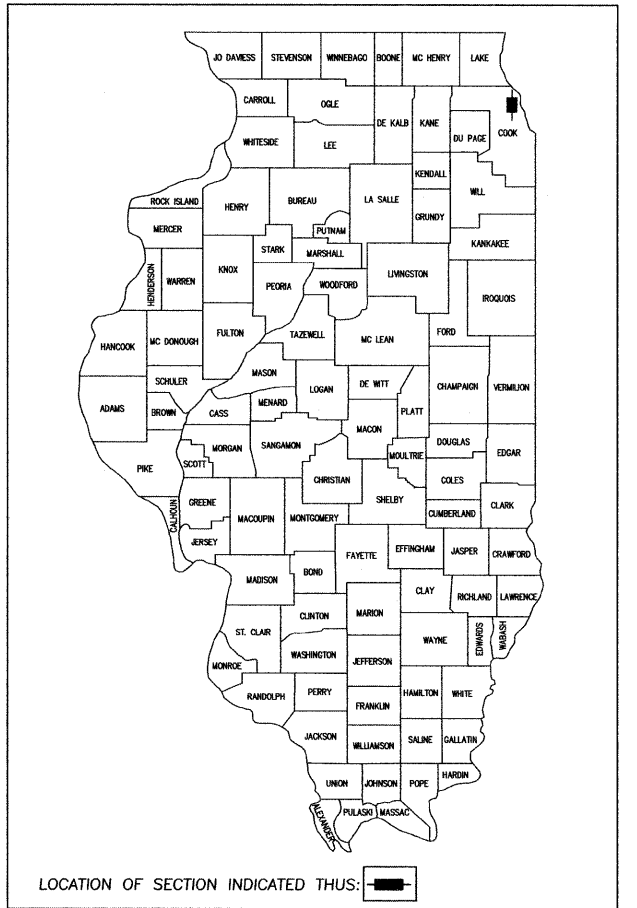 JO DAVIESS STEVENSON WINNEBAGO BOONE MC HENRY LAKE
CARROLL OGLE
DE KALB KANE DU PAGE COOK
WHITESIDE LEE
KENDALL WILL
ROCK ISLAND HENRY BUREAU LA SALLE GRUNDY
MERCER PUTNAM KANKAKEE
STARK MARSHALL
HENDERSON WARREN KNOX PEORIA WOODFORD LIVINGSTON IROQUOIS
HANCOOK MC DONOUGH FULTON TAZEWELL MC LEAN FORD
MASON
SCHULER LOGAN DE WITT CHAMPAIGN VERMILION
ADAMS BROWN CASS MENARD PLATT
MACON
MORGAN SANGAMON DOUGLAS EDGAR
PIKE SCOTT MOULTRIE
CHRISTIAN COLES
SHELBY
CALHOUN GREENE MACOUPIN MONTGOMERY CUMBERLAND CLARK
JERSEY EFFINGHAM JASPER CRAWFORD
FAYETTE
MADISON BOND CLAY RICHLAND LAWRENCE
CLINTON MARION
ST. CLAIR WAYNE EDWARDS WABASH
WASHINGTON JEFFERSON
MONROE
RANDOLPH PERRY FRANKLIN HAMILTON WHITE
JACKSON WILLIAMSON SALINE GALLATIN
UNION JOHNSON POPE HARDIN
ALEXANDER PULASKI MASSAC
LOCATION OF SECTION INDICATED THUS: